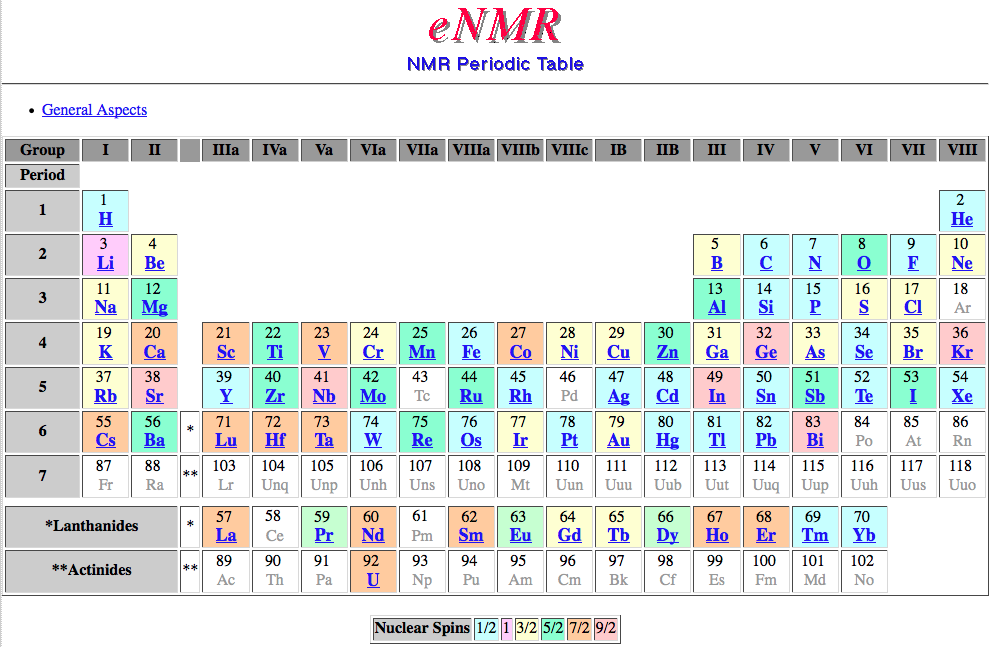 eNMR
NMR Periodic Table
• General Aspects
Group I II IIIa IVa Va VIa VIIa VIIIa VIIIb VIIIc IB IIB III IV V VI VII VIII
Period
1 1 2
H He
2 3 4 5 6 7 8 9 10
Li Be B C N O F Ne
3 11 12 13 14 15 16 17 18
Na Mg Al Si P S Cl Ar
4 19 20 21 22 23 24 25 26 27 28 29 30 31 32 33 34 35 36
K Ca Sc Ti V Cr Mn Fe Co Ni Cu Zn Ga Ge As Se Br Kr
5 37 38 39 40 41 42 43 44 45 46 47 48 49 50 51 52 53 54
Rb Sr Y Zr Nb Mo Tc Ru Rh Pd Ag Cd In Sn Sb Te I Xe
6 55 56 * 71 72 73 74 75 76 77 78 79 80 81 82 83 84 85 86
Cs Ba Lu Hf Ta W Re Os Ir Pt Au Hg Tl Pb Bi Po At Rn
7 87 88 ** 103 104 105 106 107 108 109 110 111 112 113 114 115 116 117 118
Fr Ra Lr Unq Unp Unh Uns Uno Mt Uun Uuu Uub Uut Uuq Uup Uuh Uus Uuo
*Lanthanides * 57 58 59 60 61 62 63 64 65 66 67 68 69 70
La Ce Pr Nd Pm Sm Eu Gd Tb Dy Ho Er Tm Yb
**Actinides ** 89 90 91 92 93 94 95 96 97 98 99 100 101 102
Ac Th Pa U Np Pu Am Cm Bk Cf Es Fm Md No
Nuclear Spins 1/2 1 3/2 5/2 7/2 9/2